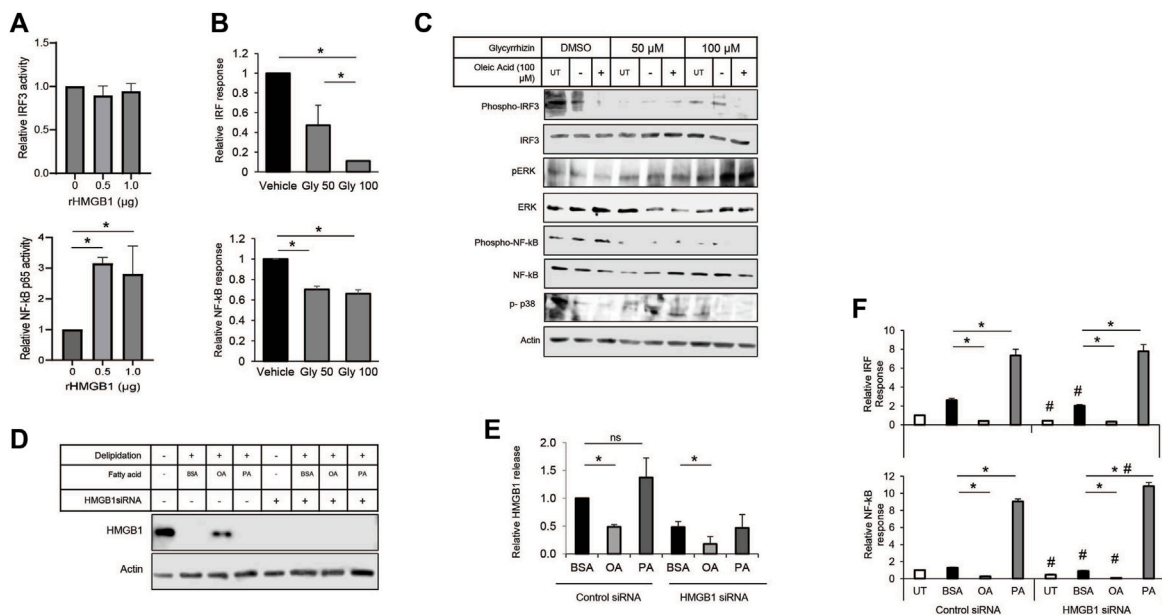 A
Relative IRF3 activity
1.5
1.0
0.5
0.0
0 0.5 1.0
rHMGB1 (µg)
Relative NF-kB p65 activity
5
4
3
2
1
0
* *
0 0.5 1.0
rHMGB1 (µg)
B
Relative IRF response
1.2
1
0.8
0.6
0.4
0.2
0
*
*
Vehicle Gly 50 Gly 100
Relative NF-kB response
1.2
1
0.8
0.6
0.4
0.2
0
*
*
Vehicle Gly 50 Gly 100
C
Glycyrrhizin DMSO 50 µM 100 µM
Oleic Acid (100 µM) UT - + UT - + UT - +
Phospho-IRF3
IRF3
pERK
ERK
Phospho-NF-kB
NF-kB
p- p38
Actin
D
Delipidation - + + + - + + +
Fatty acid - BSA OA PA - BSA OA PA
HMGB1siRNA - - - - + + + +
HMGB1
Actin
E
Relative HMGB1 release
2.0
1.5
1.0
0.5
0.0
ns
* *
BSA OA PA BSA OA PA
Control siRNA HMGB1 siRNA
F
Relative IRF
Response
10
8
6
4
2
0
* *
* *
# #
Relative NF-kB
response
12
10
8
6
4
2
0
* * #
* *
# # #
UT BSA OA PA UT BSA OA PA
Control siRNA HMGB1 siRNA